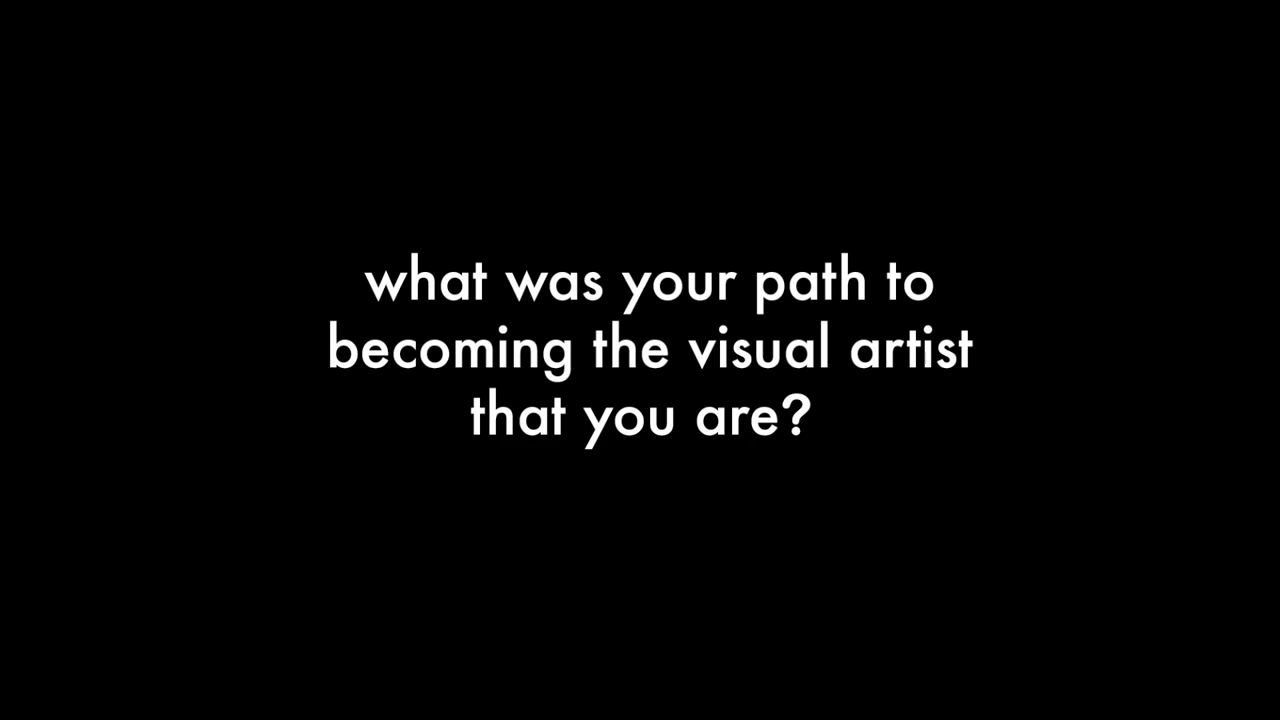 what was your path to
becoming the visual artist
that you are?